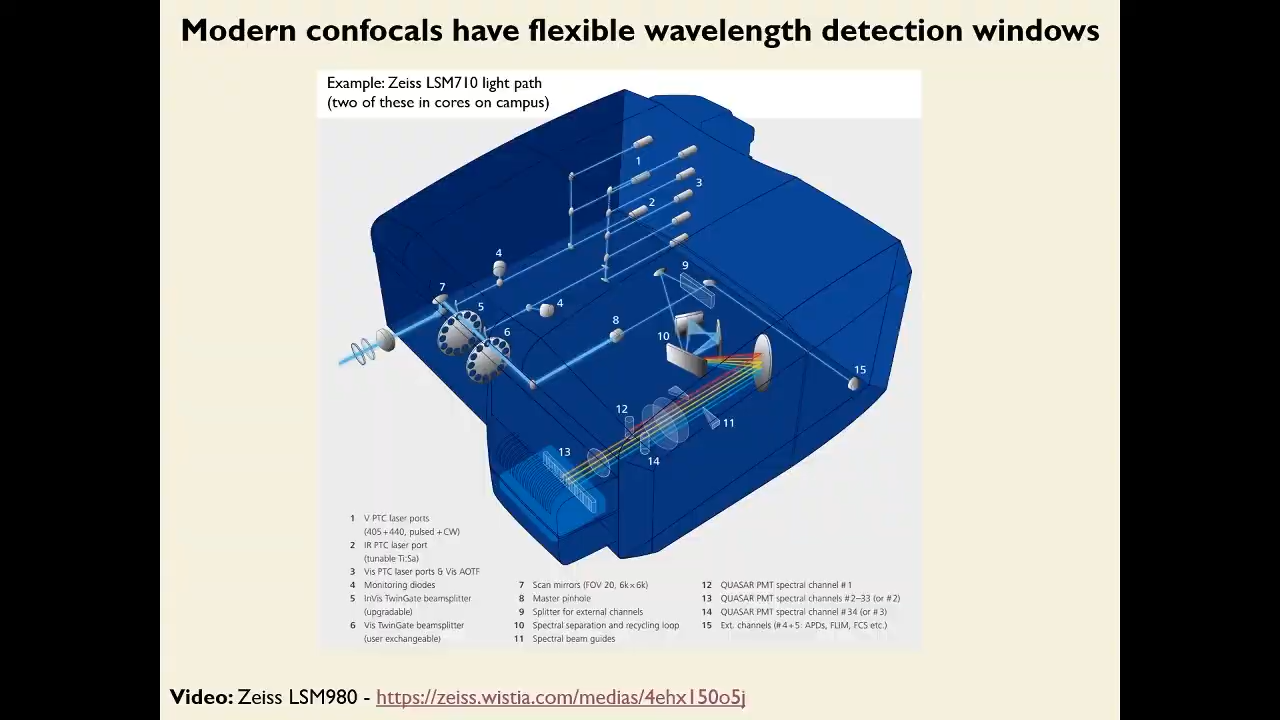 Modern confocals have flexible wavelength detection windows
Example: Zeiss LSM710 light path
(two of these in cores on campus)
1
2
3
4
4
5
6
7
8
9
10
11
12
13
14
15
1 V PTC laser ports
(405+440, pulsed+CW)
2 IR PTC laser port
(tunable Ti:Sa)
3 Vis PTC laser ports & Vis AOTF
4 Monitoring diodes
5 InVis TwinGate beamsplitter
(upgradable)
6 Vis TwinGate beamsplitter
(user exchangeable)
7 Scan mirrors (FOV 20, 6k×6k)
8 Master pinhole
9 Splitter for external channels
10 Spectral separation and recycling loop
11 Spectral beam guides
12 QUASAR PMT spectral channel #1
13 QUASAR PMT spectral channels #2–33 (or #2)
14 QUASAR PMT spectral channel #34 (or #3)
15 Ext. channels (#4+5: APDs, FLIM, FCS etc.)
Video: Zeiss LSM980 - https://zeiss.wistia.com/medias/4ehx150o5j